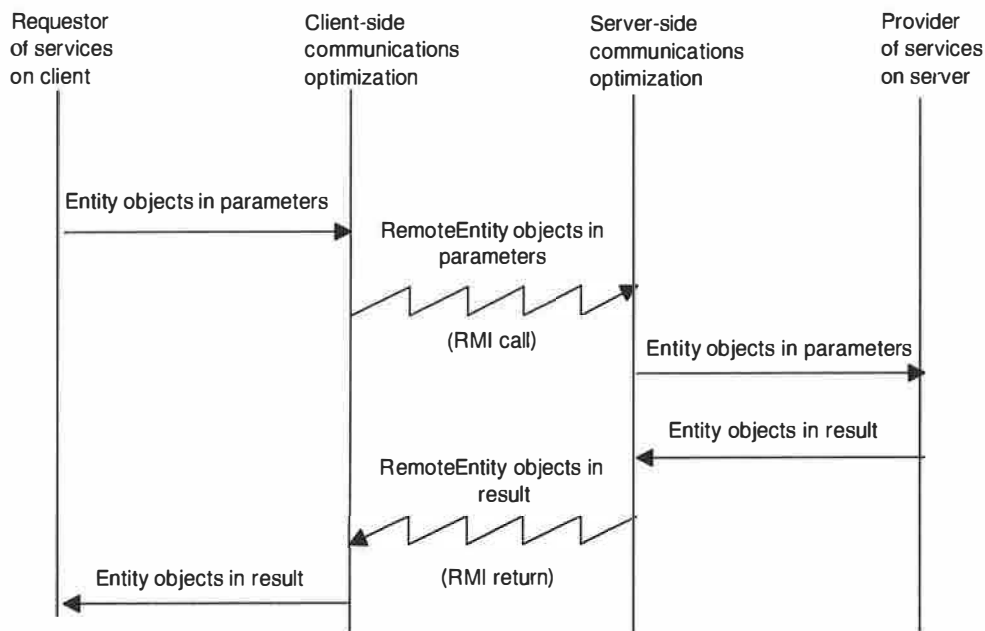 Requestor
of services
on client
Client-side
communications
optimization
Server-side
communications
optimization
Provider
of services
on server
Entity objects in parameters
RemoteEntity objects in
parameters
(RMI call)
Entity objects in parameters
Entity objects in result
RemoteEntity objects in
result
(RMI return)
Entity objects in result